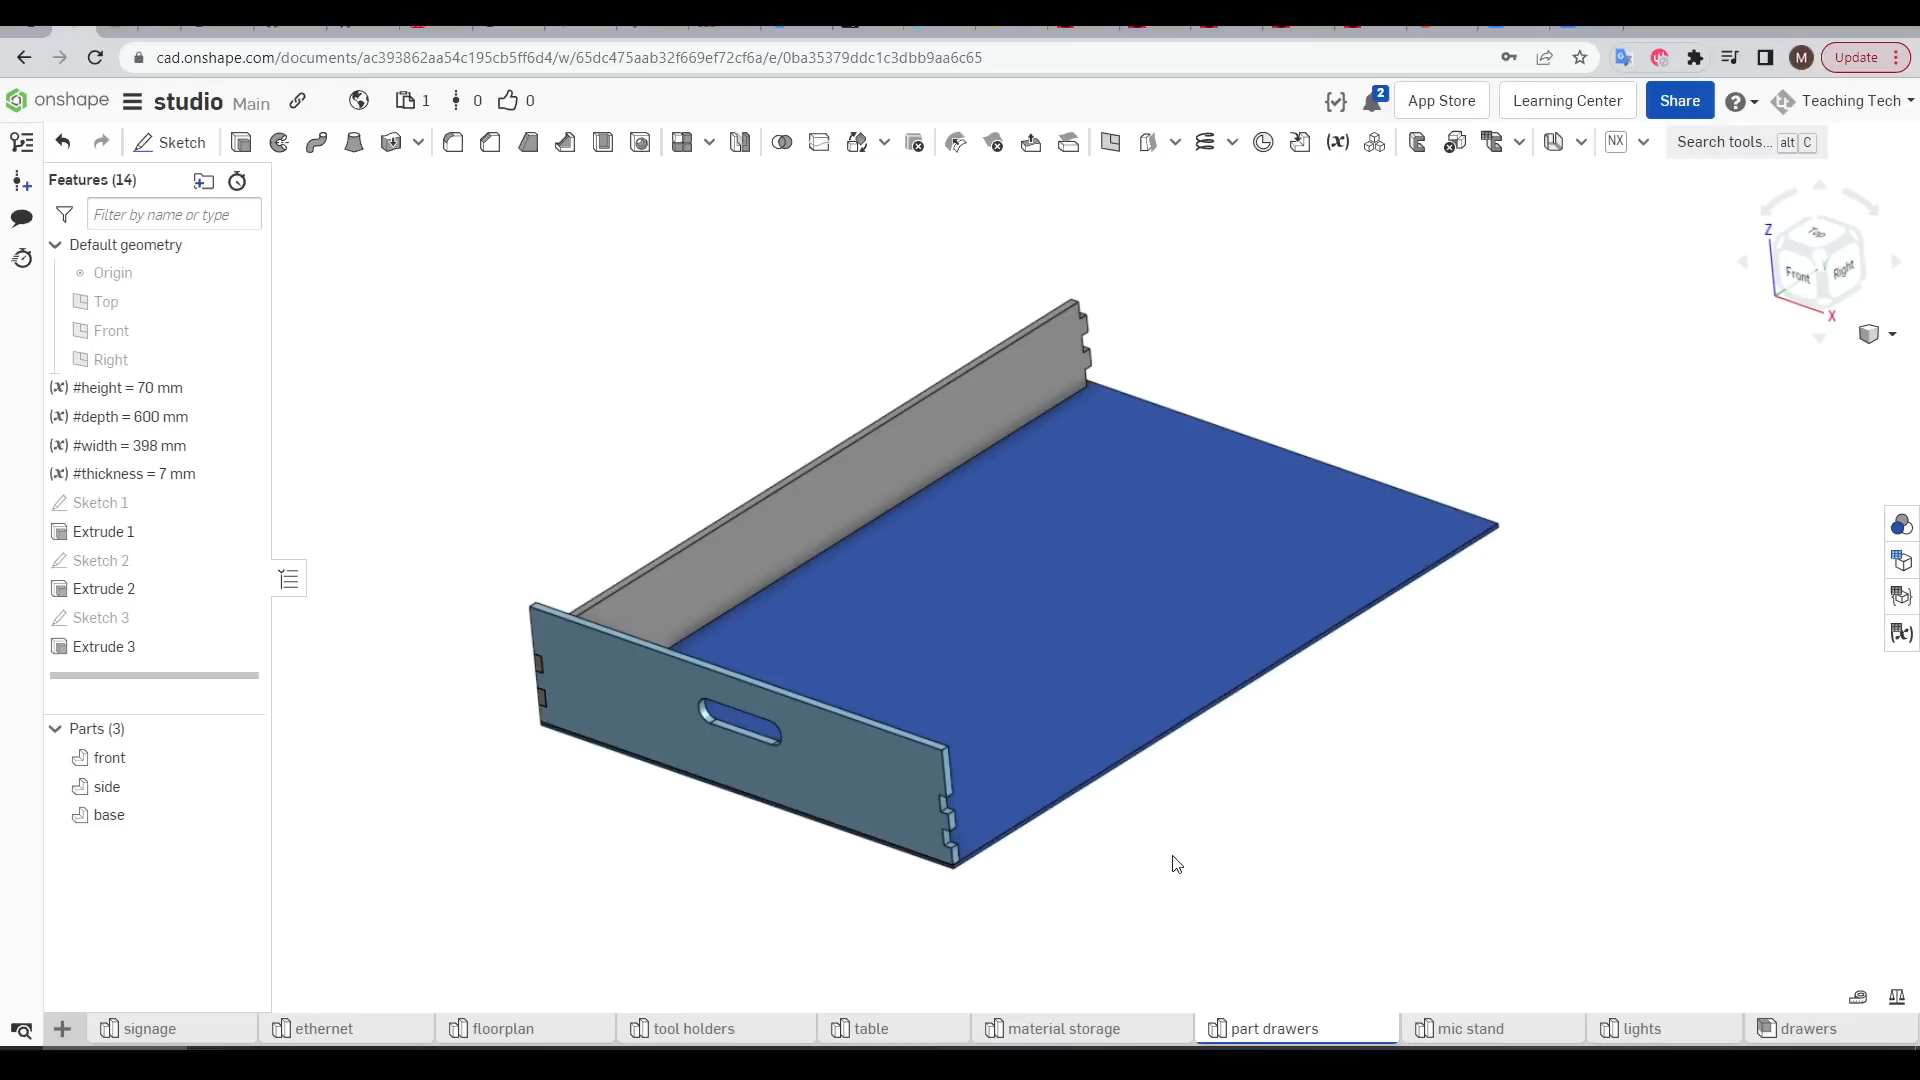 cad.onshape.com/documents/ac393862aa54c195cb5ff6d4/w/65dc475aab32f669ef72cf6a/e/0ba35379ddc1c3dbb9aa6c65
M
Update
onshape
studio Main
1
0
0
2
App Store
Learning Center
Share
Teaching Tech
Sketch
(x)
NX
Search tools... alt C
Features (14)
Filter by name or type
Default geometry
Origin
Top
Front
Right
(x) #height = 70 mm
(x) #depth = 600 mm
(x) #width = 398 mm
(x) #thickness = 7 mm
Sketch 1
Extrude 1
Sketch 2
Extrude 2
Sketch 3
Extrude 3
Parts (3)
front
side
base
Z
Top
Front
Right
X
(x)
signage
ethernet
floorplan
tool holders
table
material storage
part drawers
mic stand
lights
drawers